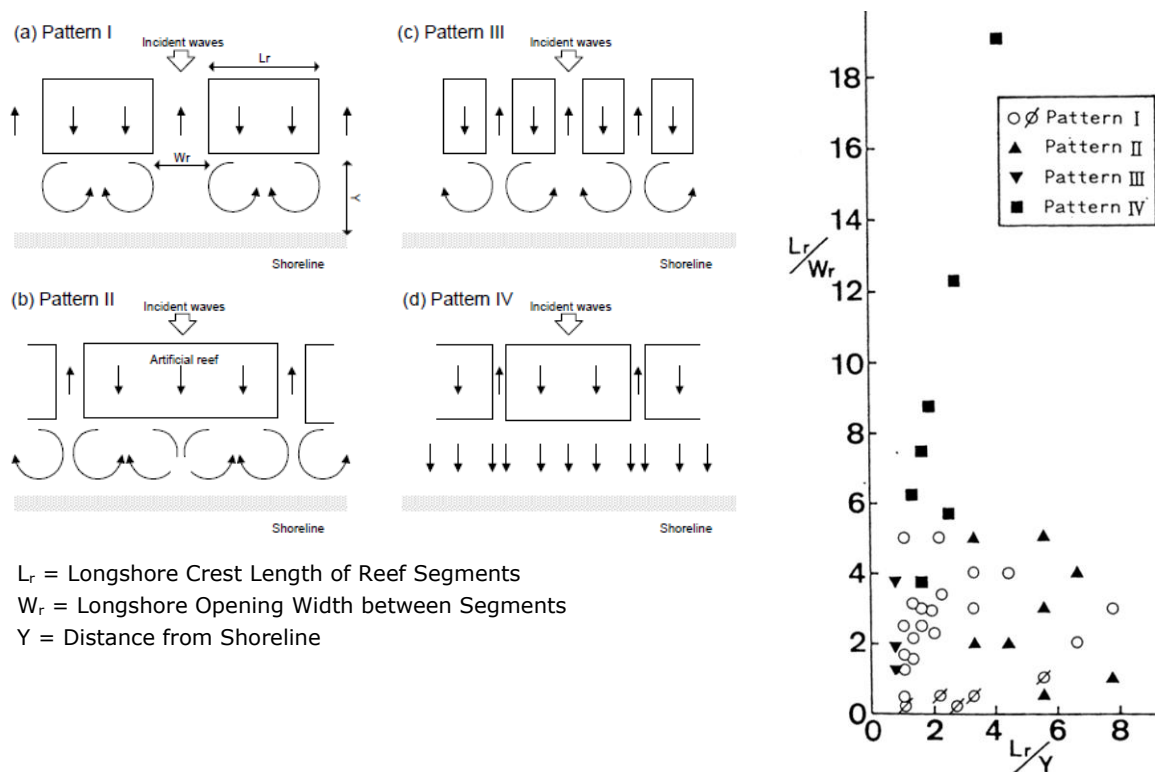 (a) Pattern I
Incident waves
Lr
Wr
Y
Shoreline
(b) Pattern II
Incident waves
Artificial reef
Shoreline
(c) Pattern III
Incident waves
Shoreline
(d) Pattern IV
Incident waves
Shoreline
Lr = Longshore Crest Length of Reef Segments
Wr = Longshore Opening Width between Segments
Y = Distance from Shoreline
18
16
14
Lr/Wr
12
10
8
6
4
2
0
0 2 4 6 8
Lr/Y
Pattern I
Pattern II
Pattern III
Pattern IV